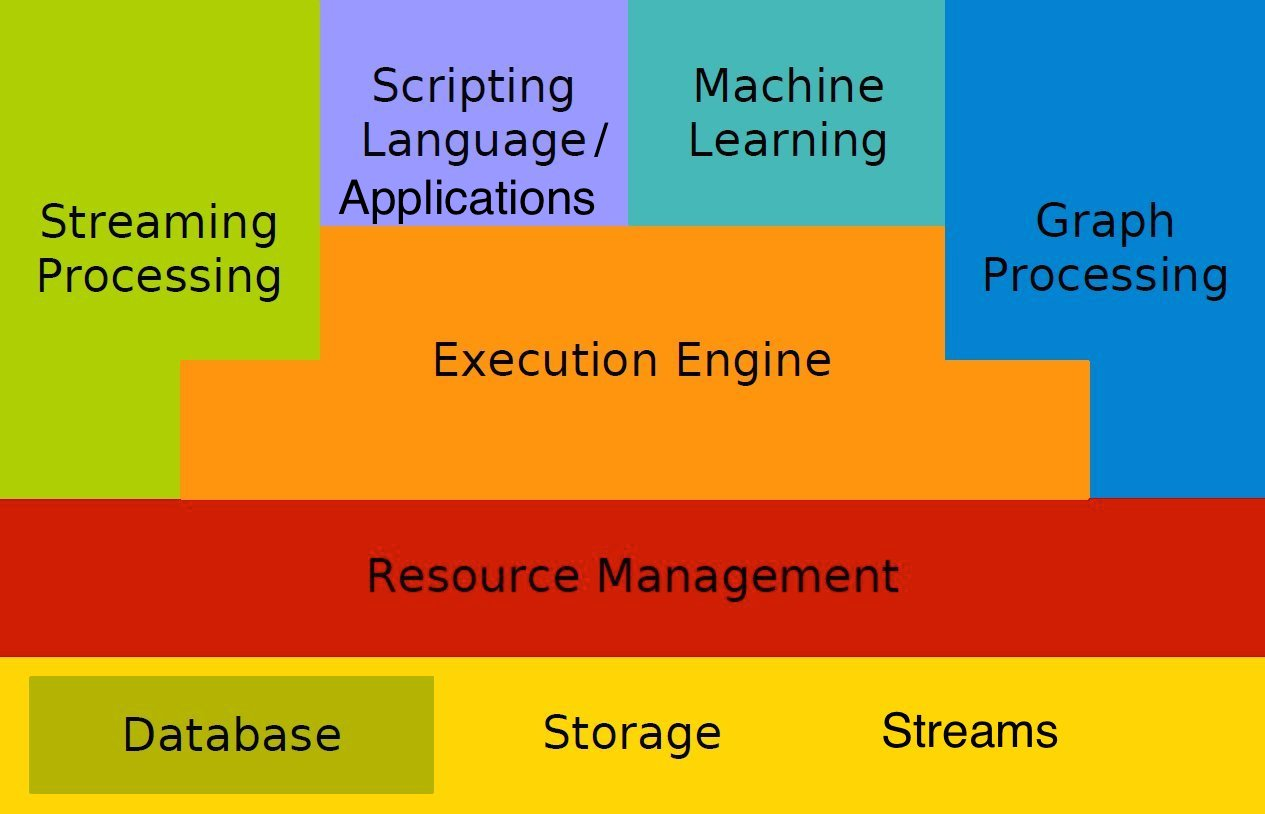 Scripting
Language/
Applications
Machine
Learning
Streaming
Processing
Graph
Processing
Execution Engine
Resource Management
Database
Storage
Streams